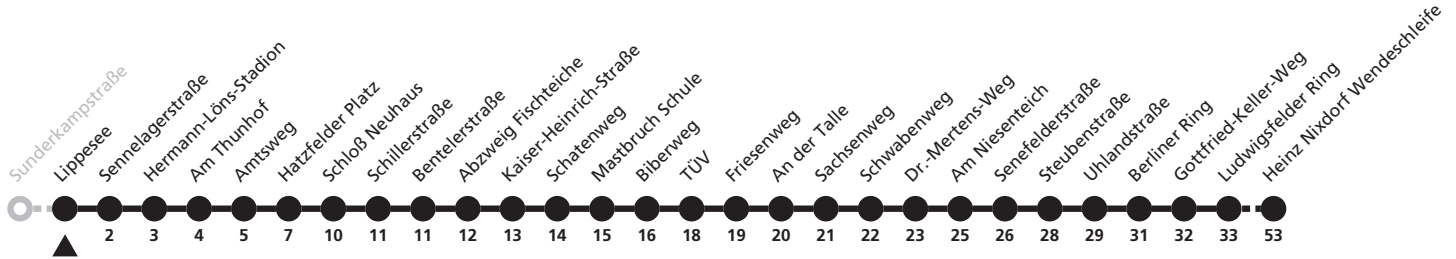 Sunderkampstraße
Lippesee
Sennelagerstraße
Hermann-Löns-Stadion
Am Thunhof
Amtsweg
Hatzfelder Platz
Schloß Neuhaus
Schillerstraße
Bentelerstraße
Abzweig Fischteiche
Kaiser-Heinrich-Straße
Schatenweg
Mastbruch Schule
Biberweg
TÜV
Friesenweg
An der Talle
Sachsenweg
Schwabenweg
Dr.-Mertens-Weg
Am Niesenteich
Senefelderstraße
Steubenstraße
Uhlandstraße
Berliner Ring
Gottfried-Keller-Weg
Ludwigsfelder Ring
Heinz Nixdorf Wendeschleife
2 3 4 5 7 10 11 11 12 13 14 15 16 18 19 20 21 22 23 25 26 28 29 31 32 33 53